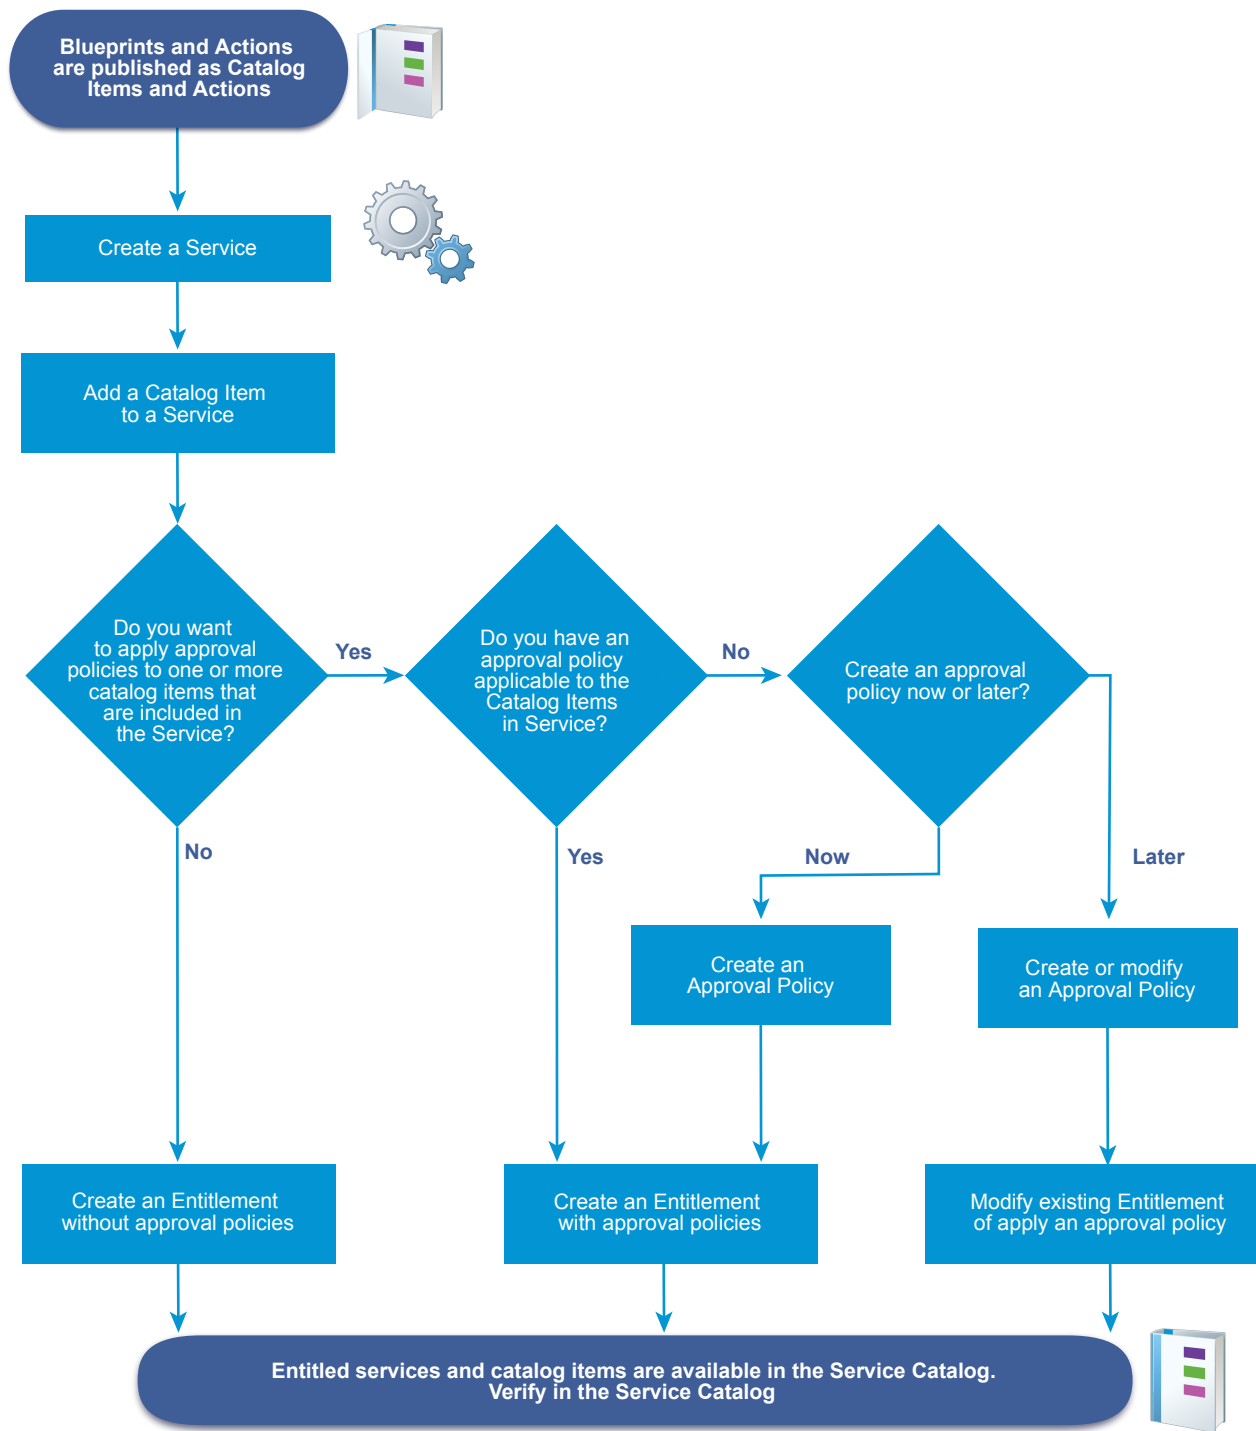 Blueprints and Actions
are published as Catalog
Items and Actions
Create a Service
Add a Catalog Item
to a Service
Do you want
to apply approval
policies to one or more
catalog items that
are included in
the Service?
Yes
Do you have an
approval policy
applicable to the
Catalog Items
in Service?
No
Create an approval
policy now or later?
No
Yes
Now
Later
Create an
Approval Policy
Create or modify
an Approval Policy
Create an Entitlement
without approval policies
Create an Entitlement
with approval policies
Modify existing Entitlement
of apply an approval policy
Entitled services and catalog items are available in the Service Catalog.
Verify in the Service Catalog